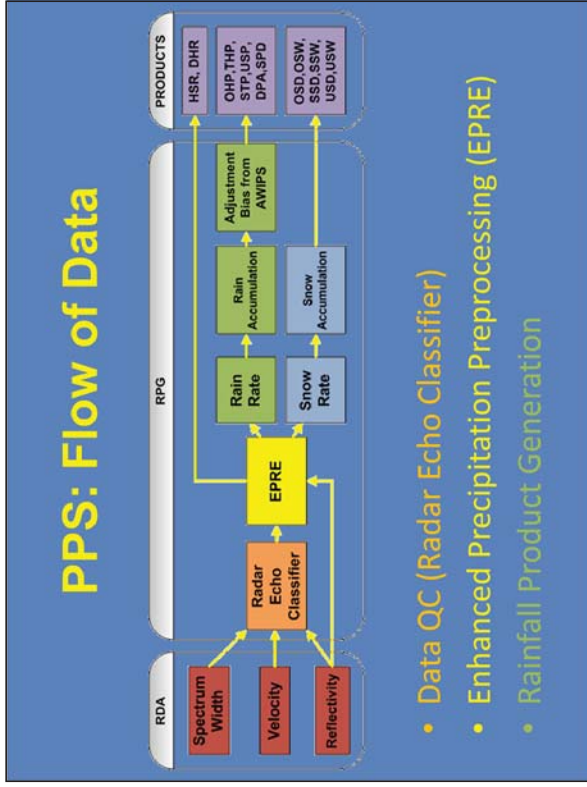 PPS: Flow of Data
RDA
RPG
PRODUCTS
Spectrum
Width
Velocity
Reflectivity
Radar
Echo
Classifier
EPRE
Rain
Rate
Rain
Accumulation
Adjustment
Bias from
AWIPS
Snow
Rate
Snow
Accumulation
HSR, DHR
OHP,THP,
STP,USP,
DPA,SPD
OSD,OSW,
SSD,SSW,
USD,USW
• Data QC (Radar Echo Classifier)
• Enhanced Precipitation Preprocessing (EPRE)
• Rainfall Product Generation